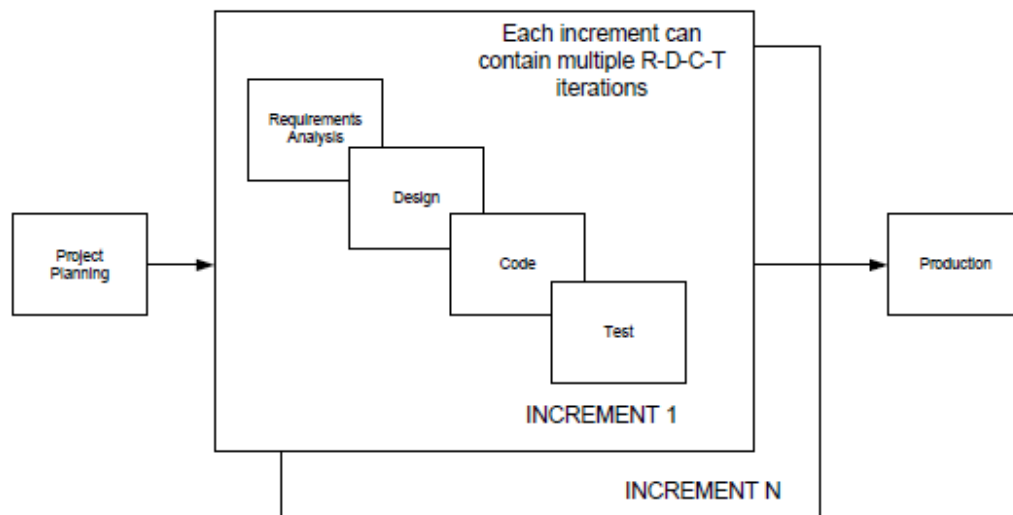 Each increment can
contain multiple R-D-C-T
iterations
Requirements
Analysis
Design
Project
Planning
Code
Production
Test
INCREMENT 1
INCREMENT N